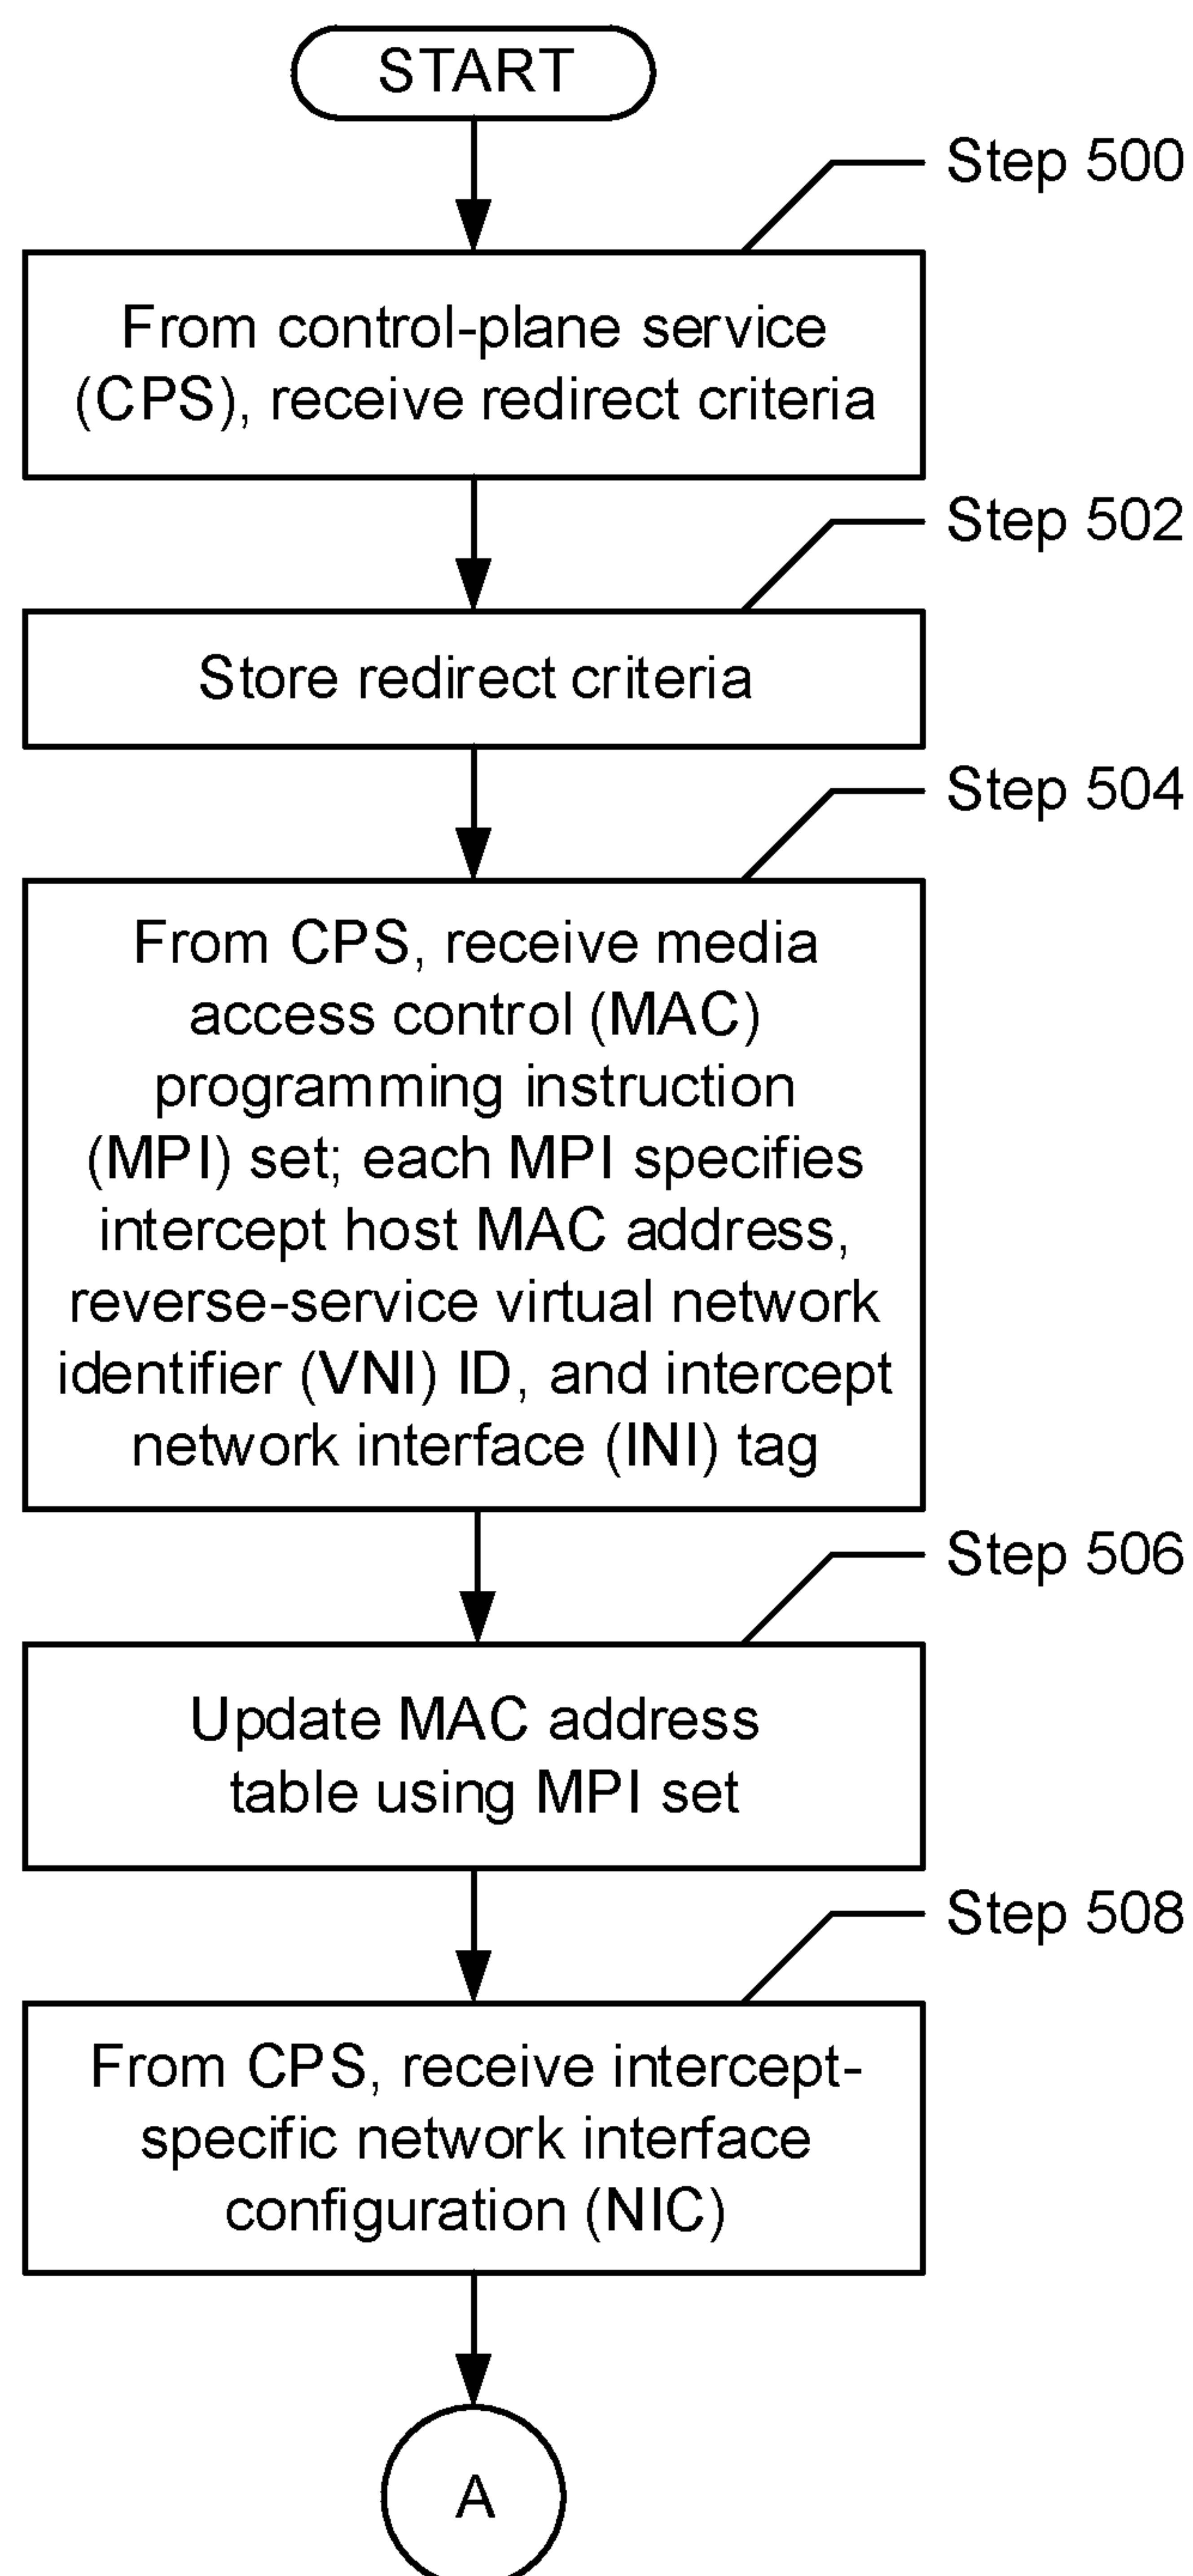 START
Step 500
From control-plane service
(CPS), receive redirect criteria
Step 502
Store redirect criteria
Step 504
From CPS, receive media
access control (MAC)
programming instruction
(MPI) set; each MPI specifies
intercept host MAC address,
reverse-service virtual network
identifier (VNI) ID, and intercept
network interface (INI) tag
Step 506
Update MAC address
table using MPI set
Step 508
From CPS, receive intercept-
specific network interface
configuration (NIC)
A